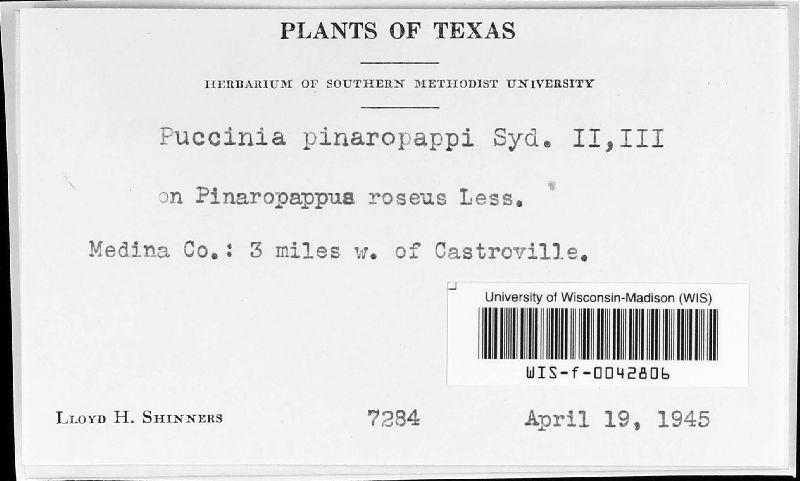 PLANTS OF TEXAS
HERBARIUM OF SOUTHERN METHODIST UNIVERSITY
Puccinia pinaropappi Syd. II,III
on Pinaropappus roseus Less.
Medina Co.: 3 miles w. of Castroville.
University of Wisconsin-Madison (WIS)
WIS-f-0042806
LLOYD H. SHINNERS 7284 April 19, 1945